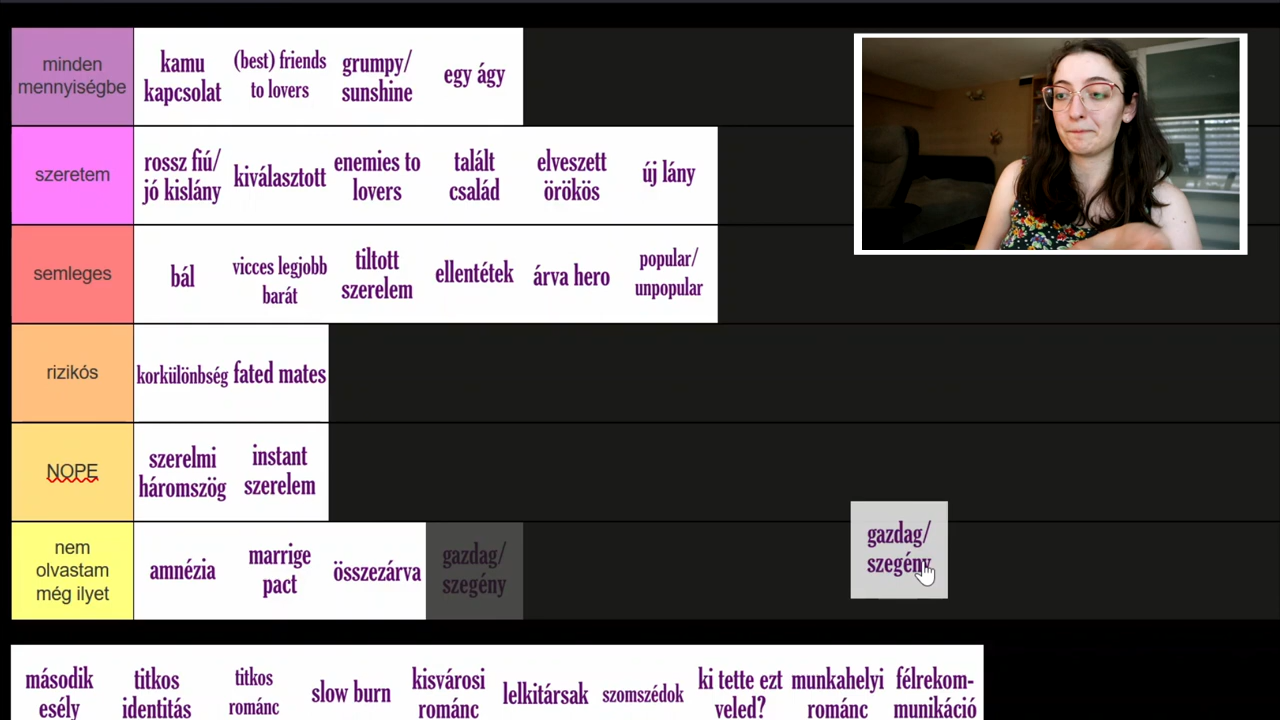 minden
mennyiségbe
kamu
kapcsolat
(best) friends
to lovers
grumpy/
sunshine
egy ágy
szeretem
rossz fiú/
jó kislány
kiválasztott
enemies to
lovers
talált
család
elveszett
örökös
új lány
semleges
bál
vicces legjobb
barát
tiltott
szerelem
ellentétek
árva hero
popular/
unpopular
rizikós
korkülönbség
fated mates
NOPE
szerelmi
háromszög
instant
szerelem
nem
olvastam
még ilyet
amnézia
marrige
pact
összezárva
gazdag/
szegény
gazdag/
szegény
második
esély
titkos
identitás
titkos
románc
slow burn
kisvárosi
románc
lelkitársak
szomszédok
ki tette ezt
veled?
munkahelyi
románc
félrekom-
munikáció